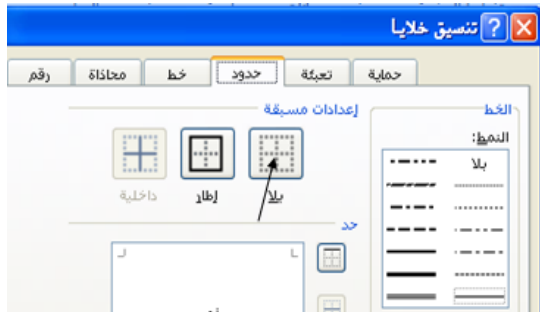 تنسيق خلايا
رقم محاذاة خط حدود تعبئة حماية
الخط
النمط:
بلا
إعدادات مسبقة
بلا إطار داخلية
حد